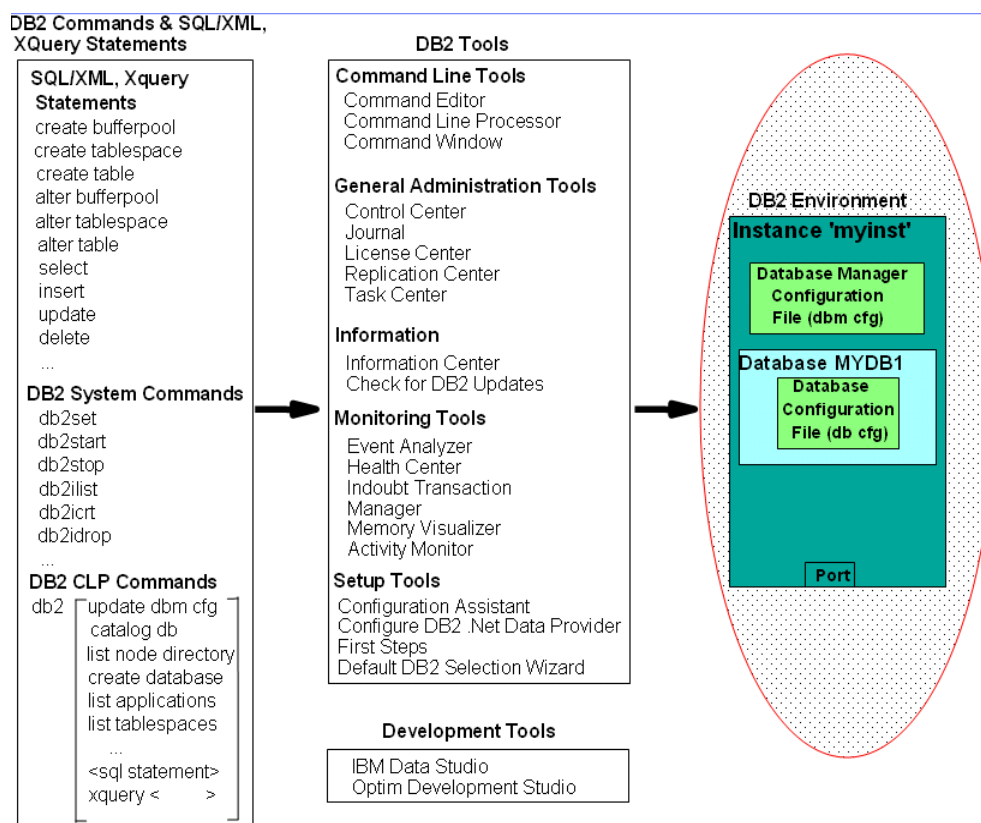 DB2 Commands & SQL/XML,
XQuery Statements
SQL/XML, Xquery
Statements
create bufferpool
create tablespace
create table
alter bufferpool
alter tablespace
alter table
select
insert
update
delete
...
DB2 System Commands
db2set
db2start
db2stop
db2ilist
db2icrt
db2idrop
...
DB2 CLP Commands
db2
update dbm cfg
catalog db
list node directory
create database
list applications
list tablespaces
...
<sql statement>
xquery < >
DB2 Tools
Command Line Tools
Command Editor
Command Line Processor
Command Window
General Administration Tools
Control Center
Journal
License Center
Replication Center
Task Center
Information
Information Center
Check for DB2 Updates
Monitoring Tools
Event Analyzer
Health Center
Indoubt Transaction
Manager
Memory Visualizer
Activity Monitor
Setup Tools
Configuration Assistant
Configure DB2 .Net Data Provider
First Steps
Default DB2 Selection Wizard
Development Tools
IBM Data Studio
Optim Development Studio
DB2 Environment
Instance 'myinst'
Database Manager
Configuration
File (dbm cfg)
Database MYDB1
Database
Configuration
File (db cfg)
Port